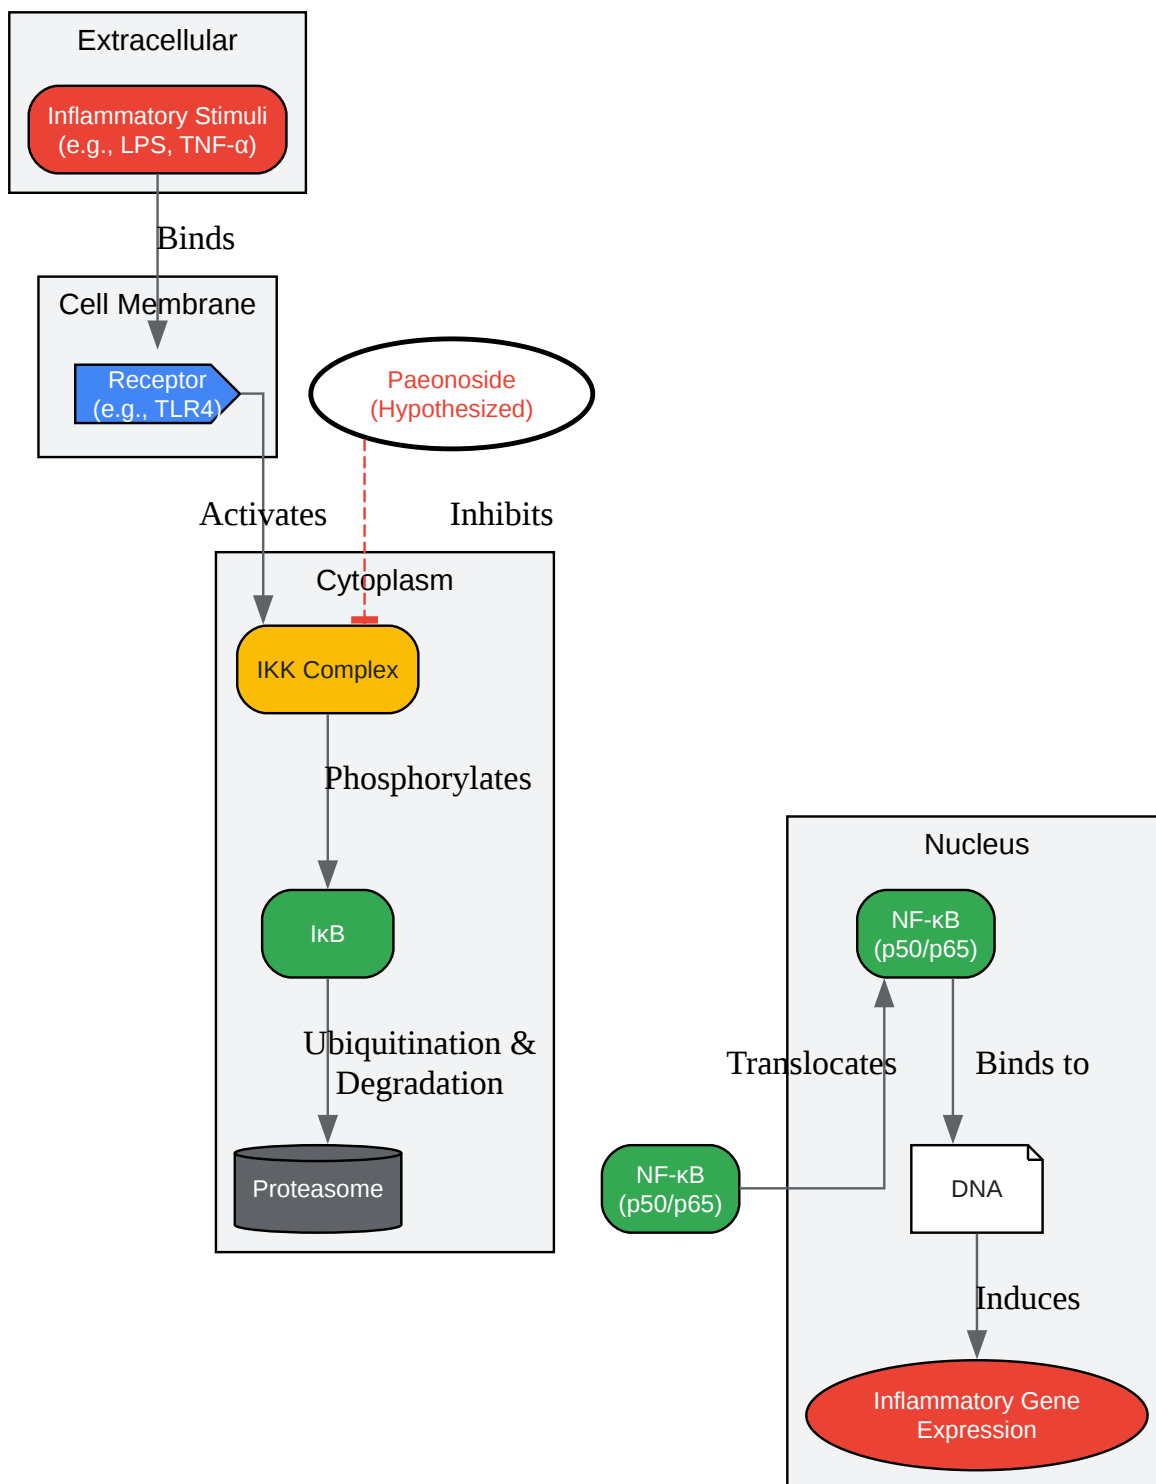 Extracellular
Inflammatory Stimuli
(e.g., LPS, TNF-α)
Binds
Cell Membrane
Receptor
(e.g., TLR4)
Paeonoside
(Hypothesized)
Activates
Inhibits
Cytoplasm
IKK Complex
Phosphorylates
IκB
Ubiquitination &
Degradation
Proteasome
NF-κB
(p50/p65)
Translocates
Nucleus
NF-κB
(p50/p65)
Binds to
DNA
Induces
Inflammatory Gene
Expression